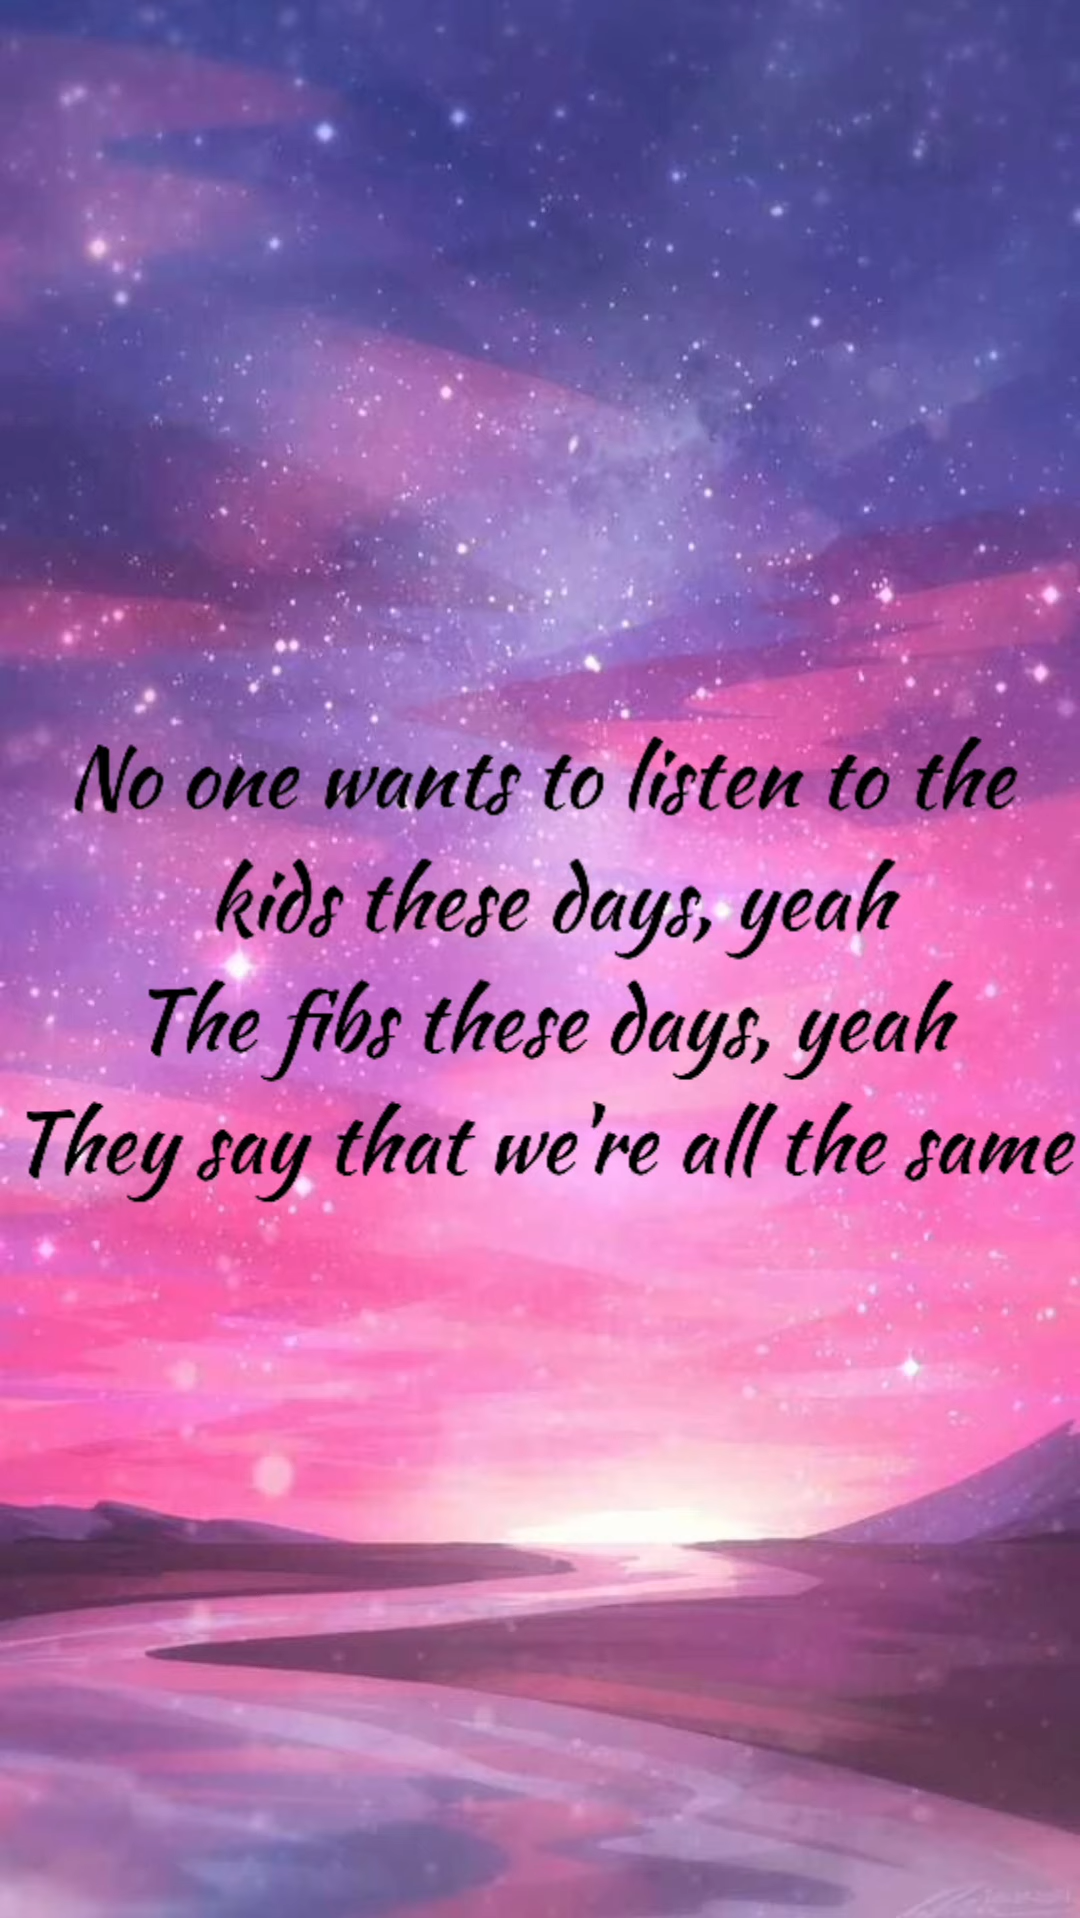 No one wants to listen to the
kids these days, yeah
The fibs these days, yeah
They say that we're all the same